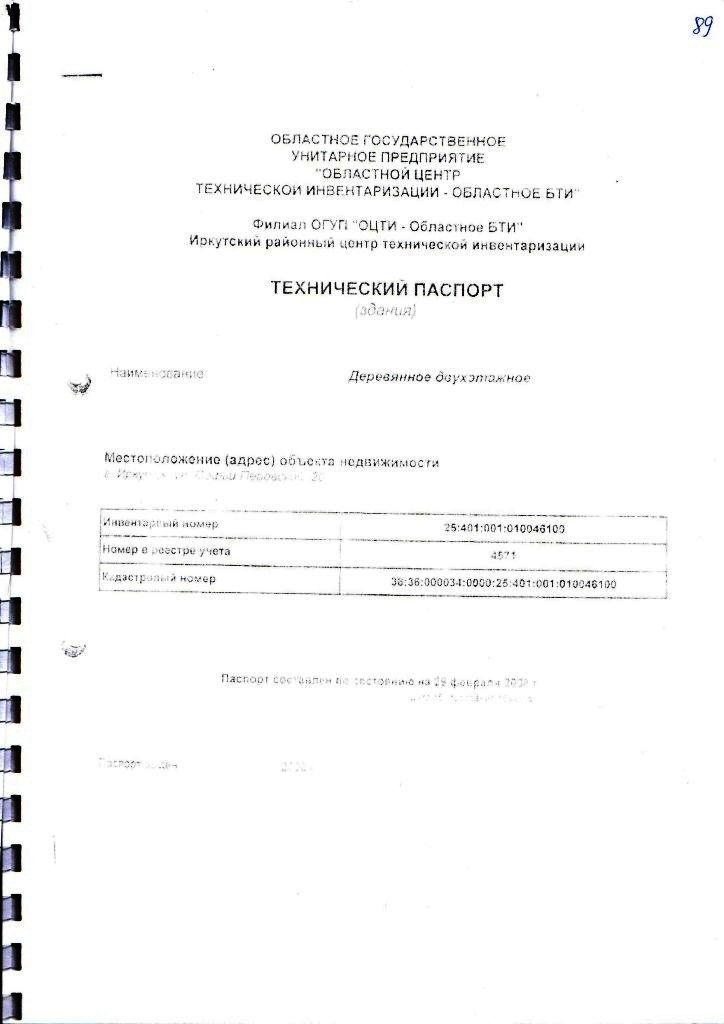 89
ОБЛАСТНОЕ ГОСУДАРСТВЕННОЕ
УНИТАРНОЕ ПРЕДПРИЯТИЕ
"ОБЛАСТНОЙ ЦЕНТР
ТЕХНИЧЕСКОЙ ИНВЕНТАРИЗАЦИИ - ОБЛАСТНОЕ БТИ"
Филиал ОГУП "ОЦТИ - Областное БТИ"
Иркутский районный центр технической инвентаризации
ТЕХНИЧЕСКИЙ ПАСПОРТ
(здания)
Наименование Деревянное двухэтажное
Местоположение (адрес) объекта недвижимости
г. Иркутск, ул.
Инвентарный номер 25:401:001:010046100
Номер в реестре учета 4571
Кадастровый номер 38:36:000034:0000:25:401:001:010046100
Паспорт составлен по состоянию на 29 февраля
Паспорт выдан